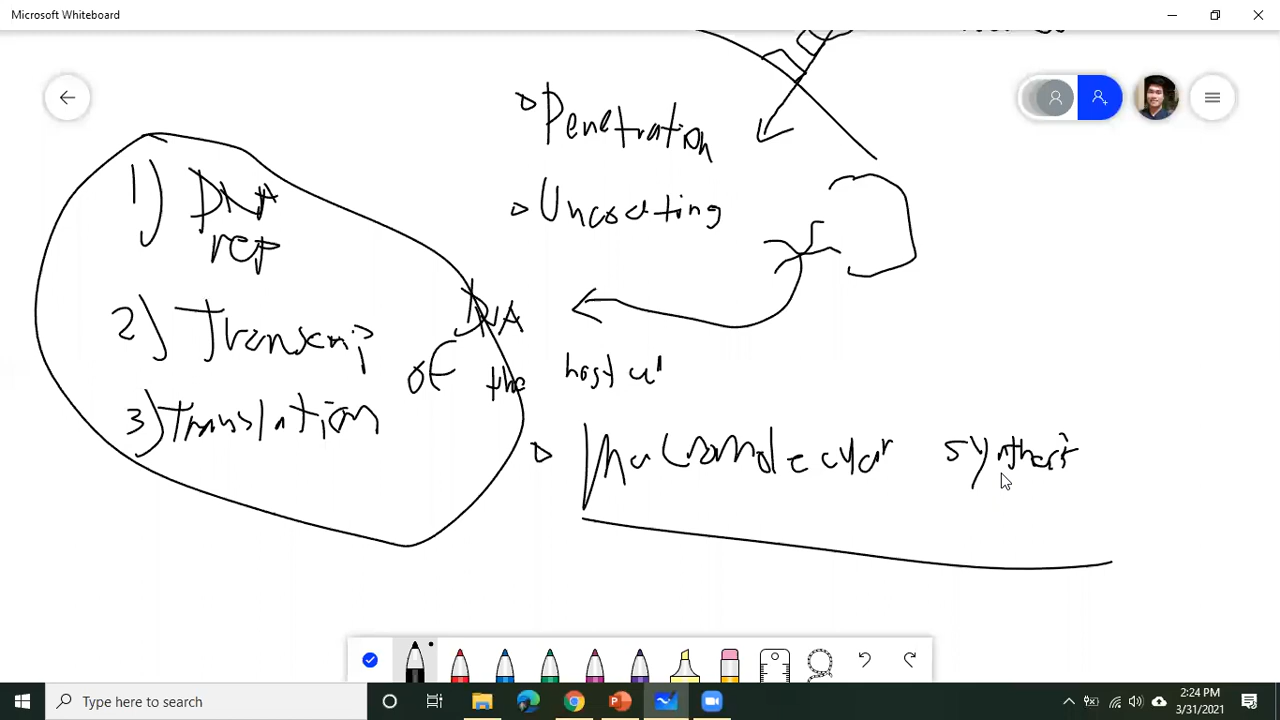 Microsoft Whiteboard
Penetration
Uncoating
1) DNA
rep
2) Transcrip
3) Translation
DNA
of the host
Macromolecular synthesis
Type here to search
2:24 PM
3/31/2021